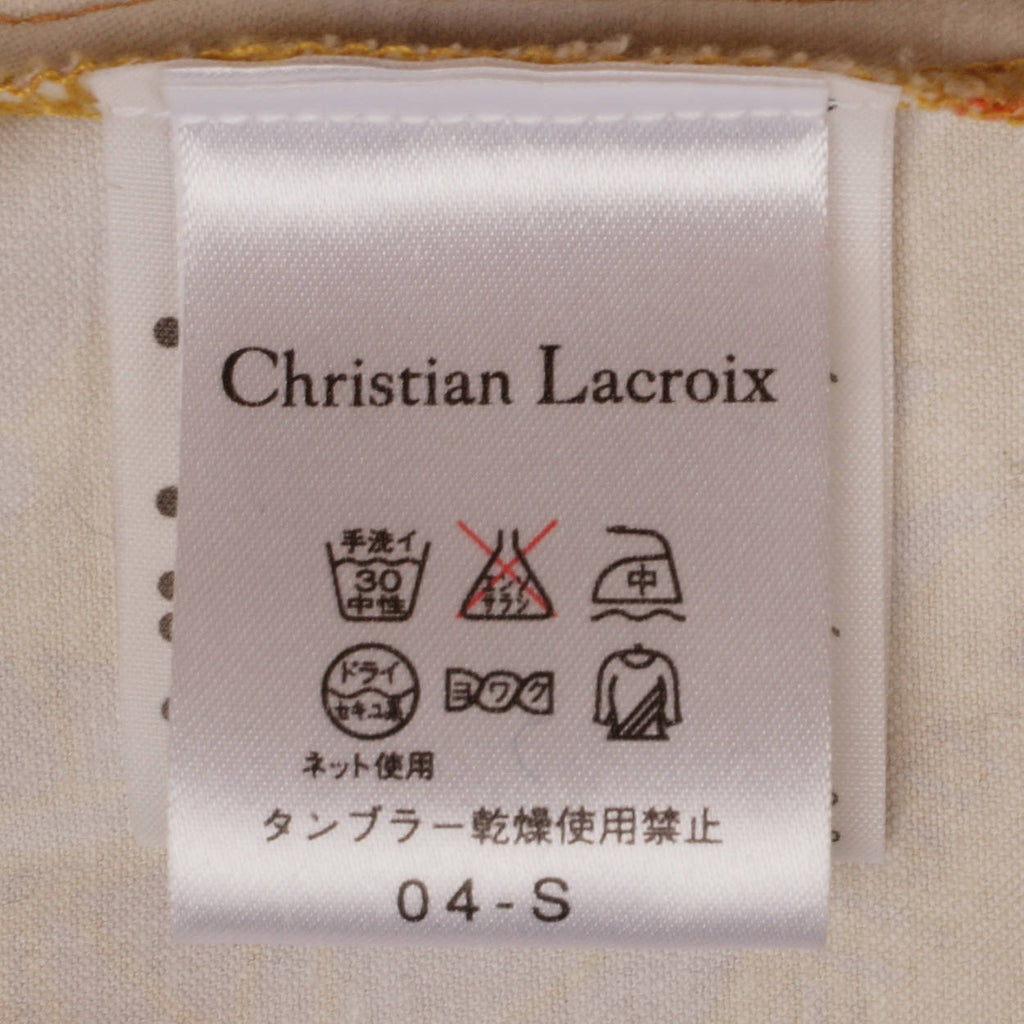 Christian Lacroix
手洗イ
30
中性
エンソ
サラシ
中
ドライ
セキユ系
ヨワク
ネット使用
タンブラー乾燥使用禁止
04-S